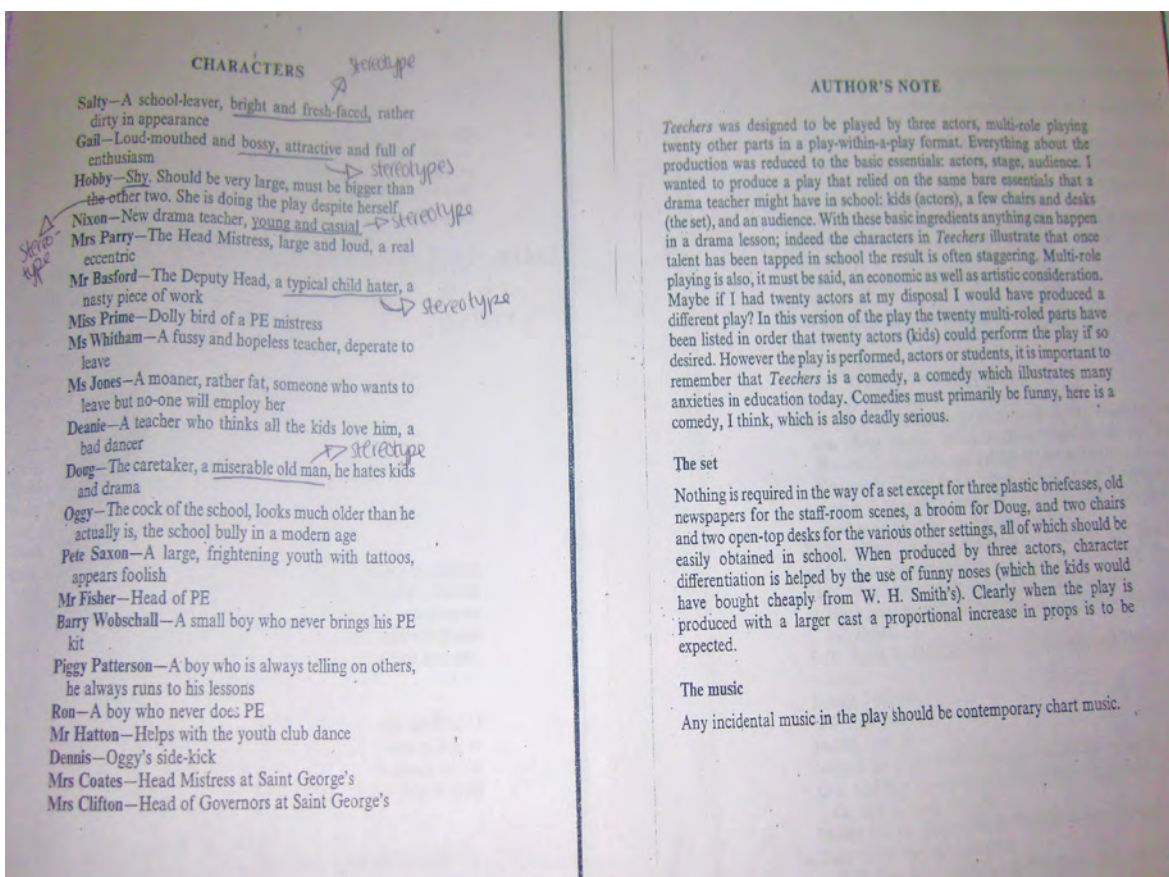 CHARACTERS
stereotype
Salty—A school-leaver, bright and fresh-faced, rather
dirty in appearance
Gail—Loud-mouthed and bossy, attractive and full of
enthusiasm
stereotypes
Hobby—Shy. Should be very large, must be bigger than
the other two. She is doing the play despite herself
stereo-
type
Nixon—New drama teacher, young and casual
stereotype
Mrs Parry—The Head Mistress, large and loud, a real
eccentric
Mr Basford—The Deputy Head, a typical child hater, a
nasty piece of work
stereotype
Miss Prime—Dolly bird of a PE mistress
Ms Whitham—A fussy and hopeless teacher, deperate to
leave
Ms Jones—A moaner, rather fat, someone who wants to
leave but no-one will employ her
Deanie—A teacher who thinks all the kids love him, a
bad dancer
stereotype
Doug—The caretaker, a miserable old man, he hates kids
and drama
Oggy—The cock of the school, looks much older than he
actually is, the school bully in a modern age
Pete Saxon—A large, frightening youth with tattoos,
appears foolish
Mr Fisher—Head of PE
Barry Wobschall—A small boy who never brings his PE
kit
Piggy Patterson—A boy who is always telling on others,
he always runs to his lessons
Ron—A boy who never does PE
Mr Hatton—Helps with the youth club dance
Dennis—Oggy's side-kick
Mrs Coates—Head Mistress at Saint George's
Mrs Clifton—Head of Governors at Saint George's
AUTHOR'S NOTE
Teechers was designed to be played by three actors, multi-role playing
twenty other parts in a play-within-a-play format. Everything about the
production was reduced to the basic essentials: actors, stage, audience. I
wanted to produce a play that relied on the same bare essentials that a
drama teacher might have in school: kids (actors), a few chairs and desks
(the set), and an audience. With these basic ingredients anything can happen
in a drama lesson; indeed the characters in Teechers illustrate that once
talent has been tapped in school the result is often staggering. Multi-role
playing is also, it must be said, an economic as well as artistic consideration.
Maybe if I had twenty actors at my disposal I would have produced a
different play? In this version of the play the twenty multi-roled parts have
been listed in order that twenty actors (kids) could perform the play if so
desired. However the play is performed, actors or students, it is important to
remember that Teechers is a comedy, a comedy which illustrates many
anxieties in education today. Comedies must primarily be funny, here is a
comedy, I think, which is also deadly serious.
The set
Nothing is required in the way of a set except for three plastic briefcases, old
newspapers for the staff-room scenes, a broom for Doug, and two chairs
and two open-top desks for the various other settings, all of which should be
easily obtained in school. When produced by three actors, character
differentiation is helped by the use of funny noses (which the kids would
have bought cheaply from W. H. Smith's). Clearly when the play is
produced with a larger cast a proportional increase in props is to be
expected.
The music
Any incidental music in the play should be contemporary chart music.